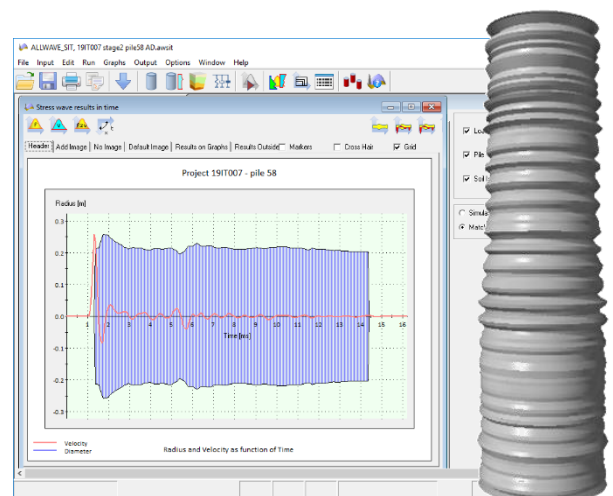 ALLWAVE_SIT, 19IT007 stage2 pile58 AD.awsit
File Input Edit Run Graphs Output Options Window Help
Stress wave results in time
Header Add Image No Image Default Image Results on Graphs Results Outside Markers Cross Hair Grid
Project 19IT007 - pile 58
Radius [m]
0.3
0.2
0.1
0.0
1 2 3 4 5 6 7 8 9 10 11 12 13 14 15 16
Time [ms]
-0.1
-0.2
-0.3
Velocity
Diameter
Radius and Velocity as function of Time
Pile
Soil